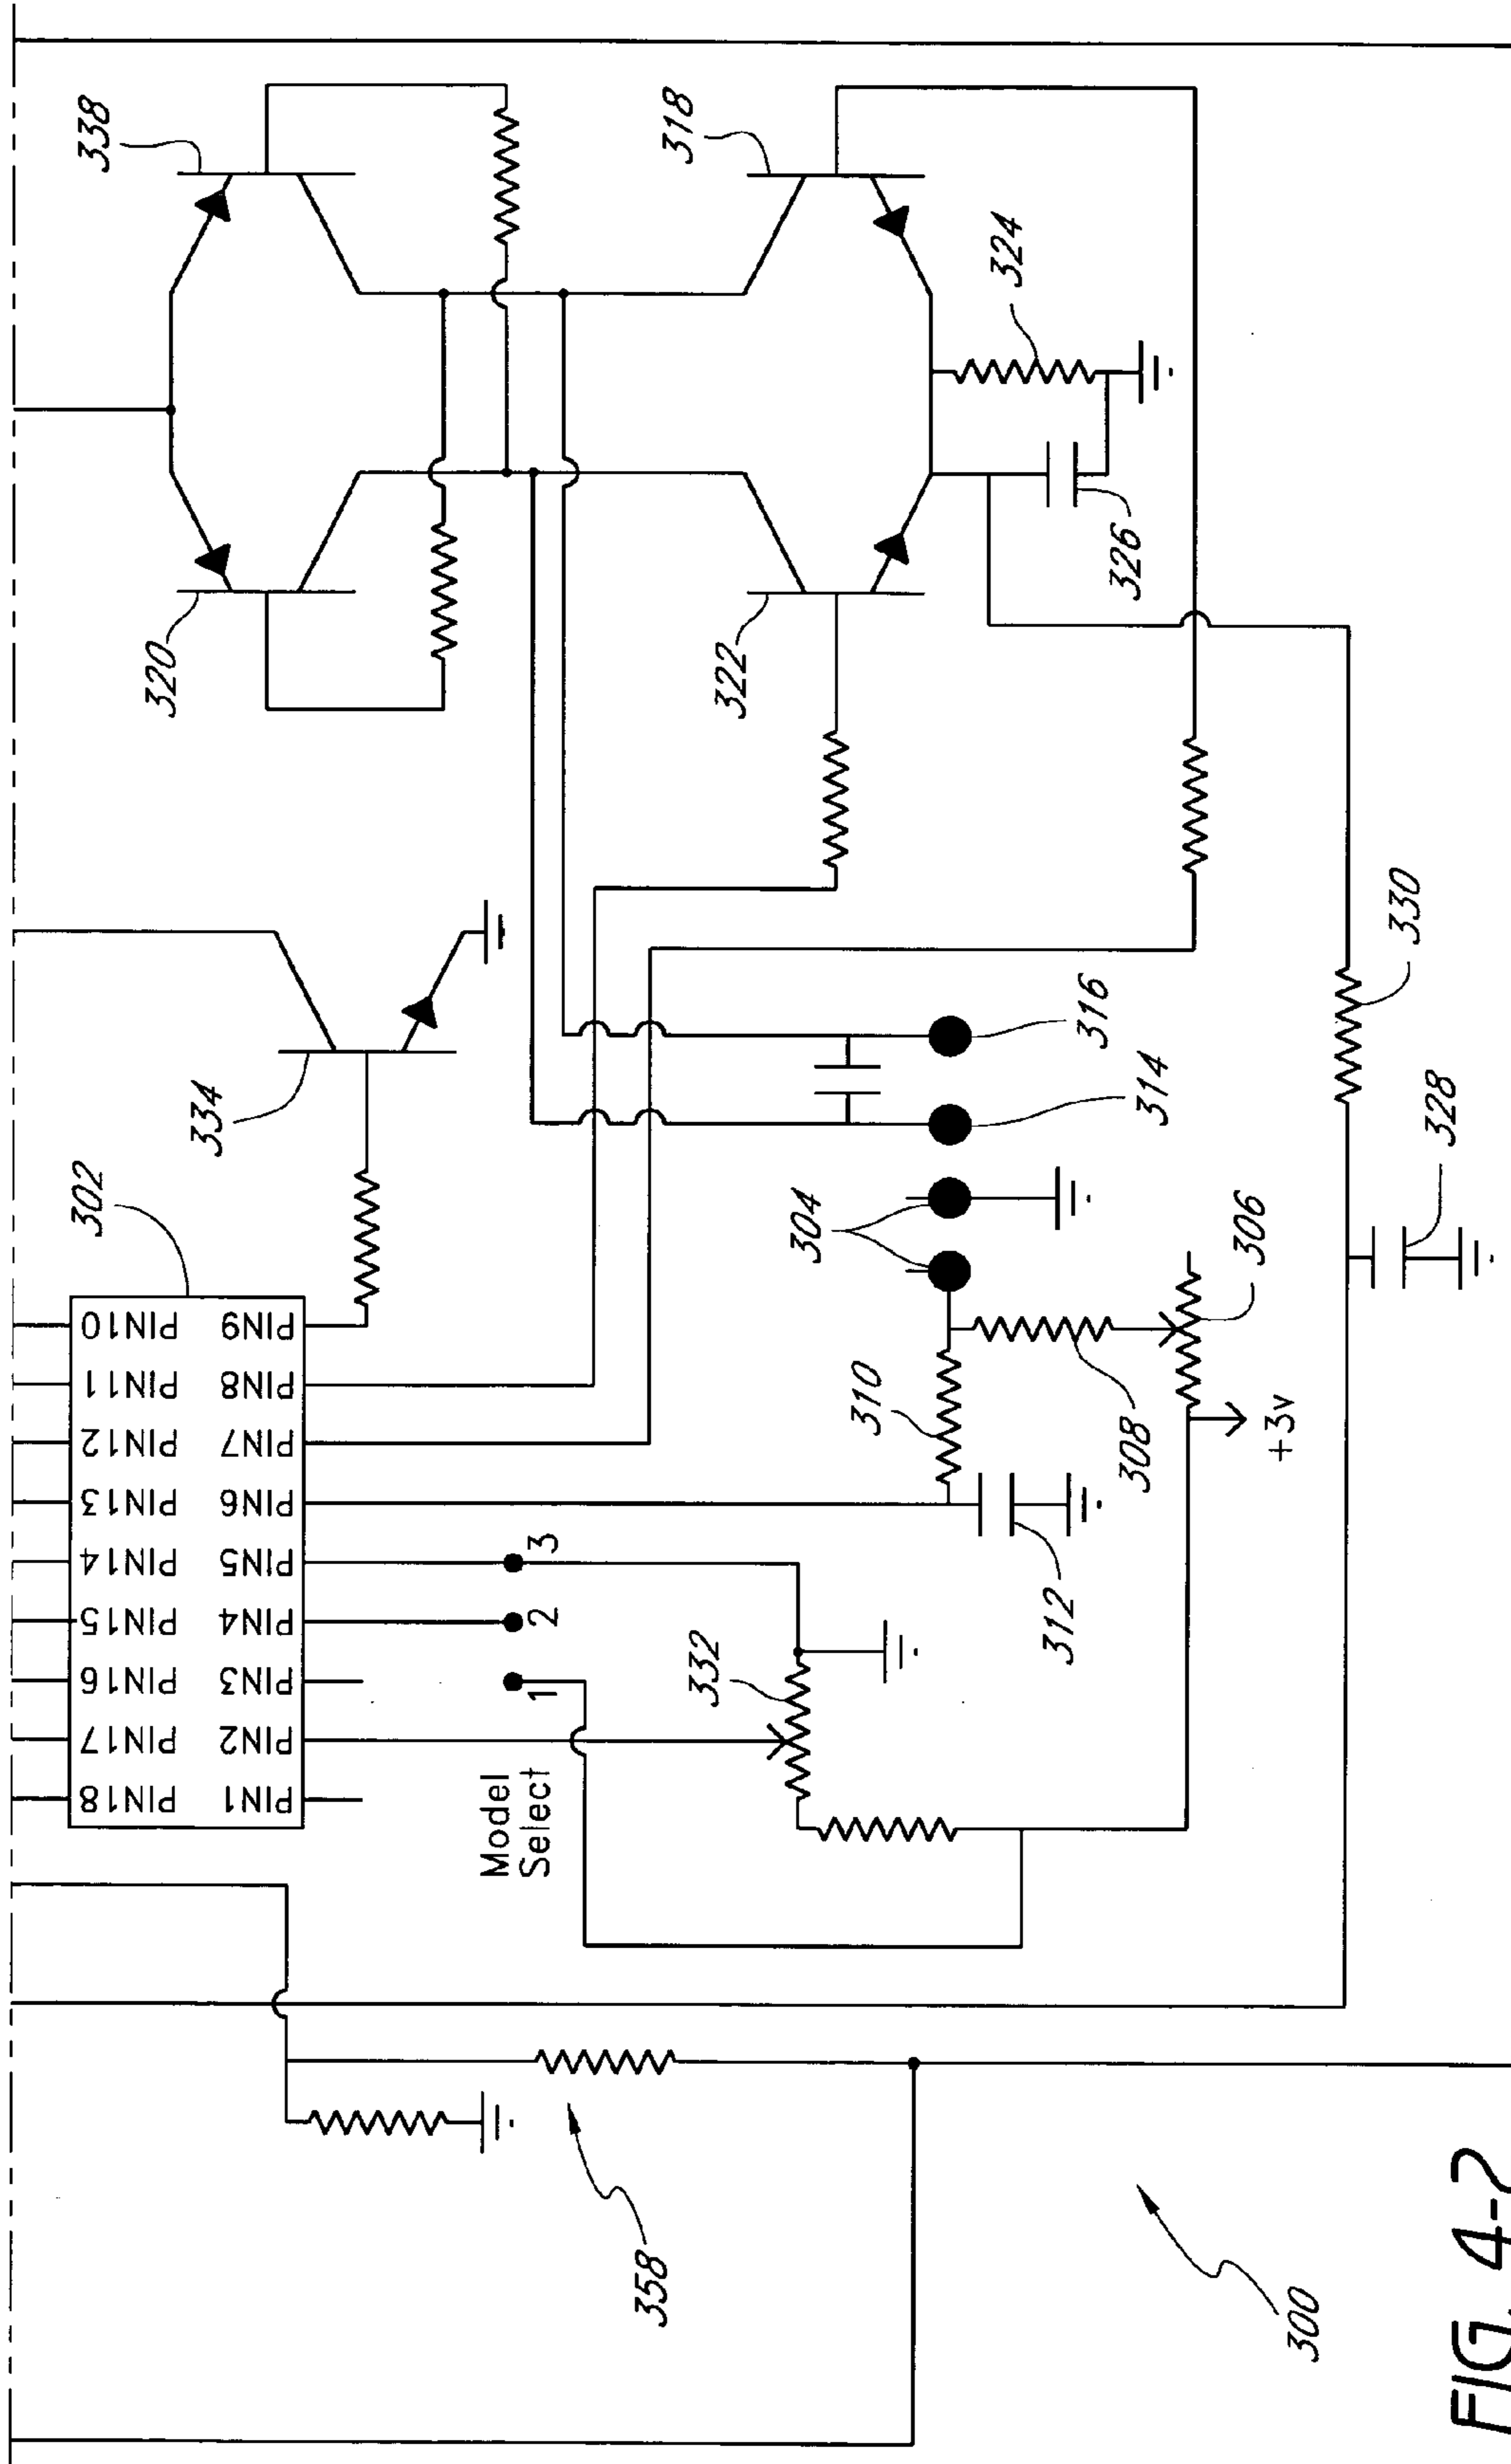 338
320
318
322
324
326
334
302
PIN10 PIN11 PIN12 PIN13 PIN14 PIN15 PIN16 PIN17 PIN18
PIN9 PIN8 PIN7 PIN6 PIN5 PIN4 PIN3 PIN2 PIN1
316
314
304
306
308
310
312
+3v
328
330
1 2 3
Model
Select
332
358
300
FIG. 4-2